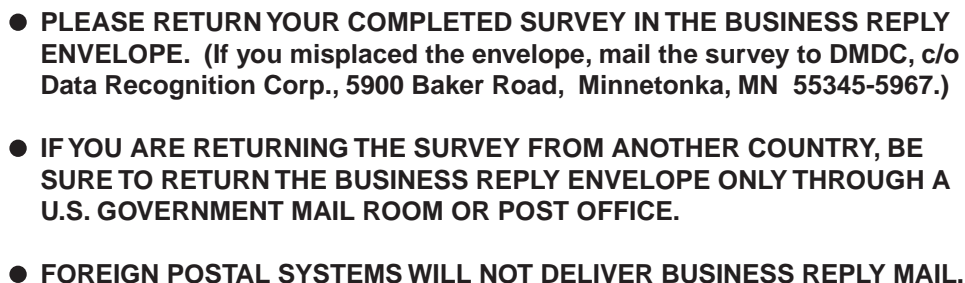 ● PLEASE RETURN YOUR COMPLETED SURVEY IN THE BUSINESS REPLY
ENVELOPE. (If you misplaced the envelope, mail the survey to DMDC, c/o
Data Recognition Corp., 5900 Baker Road, Minnetonka, MN 55345-5967.)
● IF YOU ARE RETURNING THE SURVEY FROM ANOTHER COUNTRY, BE
SURE TO RETURN THE BUSINESS REPLY ENVELOPE ONLY THROUGH A
U.S. GOVERNMENT MAIL ROOM OR POST OFFICE.
● FOREIGN POSTAL SYSTEMS WILL NOT DELIVER BUSINESS REPLY MAIL.